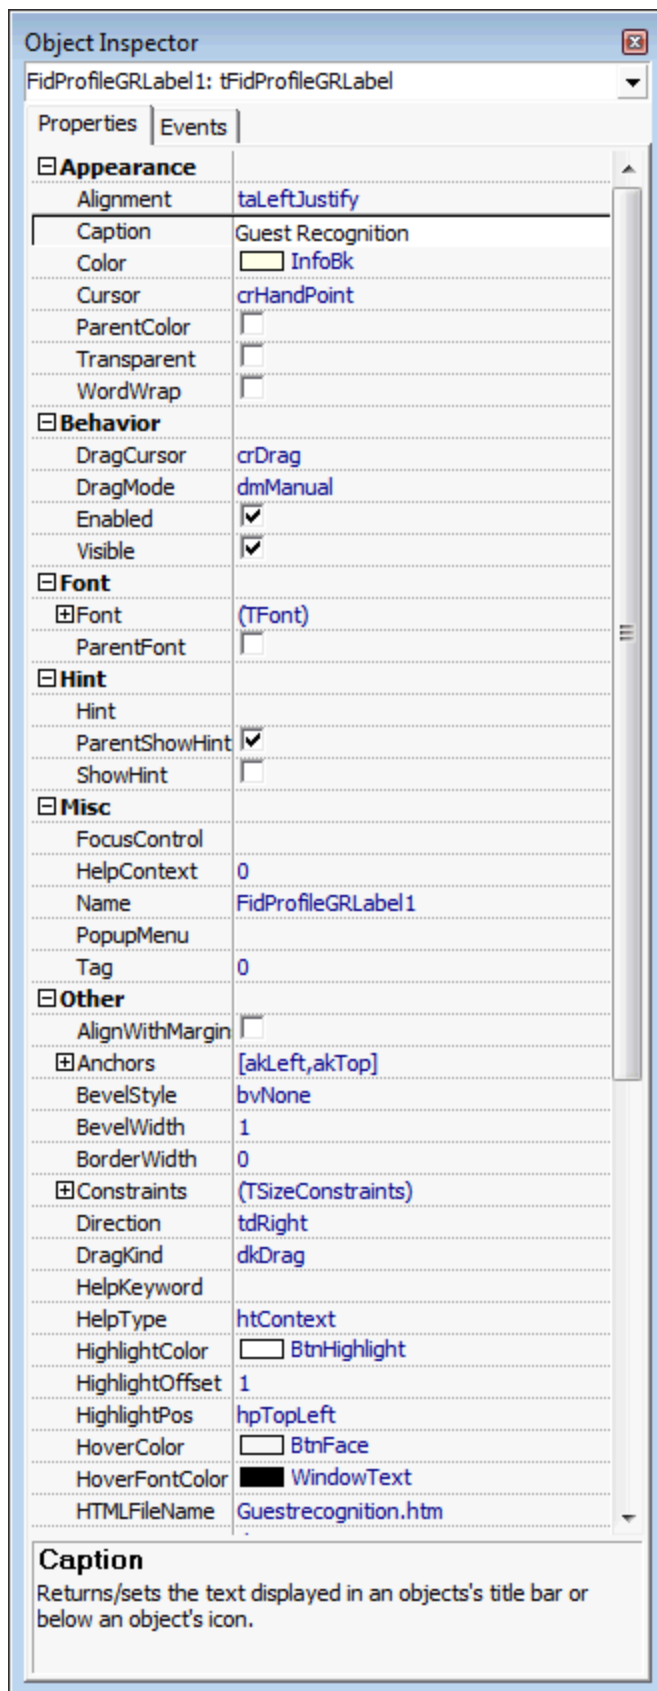 Object Inspector
FidProfileGRLabel1: tFidProfileGRLabel
Properties Events
Appearance
Alignment taLeftJustify
Caption Guest Recognition
Color InfoBk
Cursor crHandPoint
ParentColor
Transparent
WordWrap
Behavior
DragCursor crDrag
DragMode dmManual
Enabled
Visible
Font
Font (TFont)
ParentFont
Hint
Hint
ParentShowHint
ShowHint
Misc
FocusControl
HelpContext 0
Name FidProfileGRLabel1
PopupMenu
Tag 0
Other
AlignWithMargin
Anchors [akLeft,akTop]
BevelStyle bvNone
BevelWidth 1
BorderWidth 0
Constraints (TSizeConstraints)
Direction tdRight
DragKind dkDrag
HelpKeyword
HelpType htContext
HighlightColor BtnHighlight
HighlightOffset 1
HighlightPos hpTopLeft
HoverColor BtnFace
HoverFontColor WindowText
HTMLFileName Guestrecognition.htm
Caption
Returns/sets the text displayed in an objects's title bar or
below an object's icon.